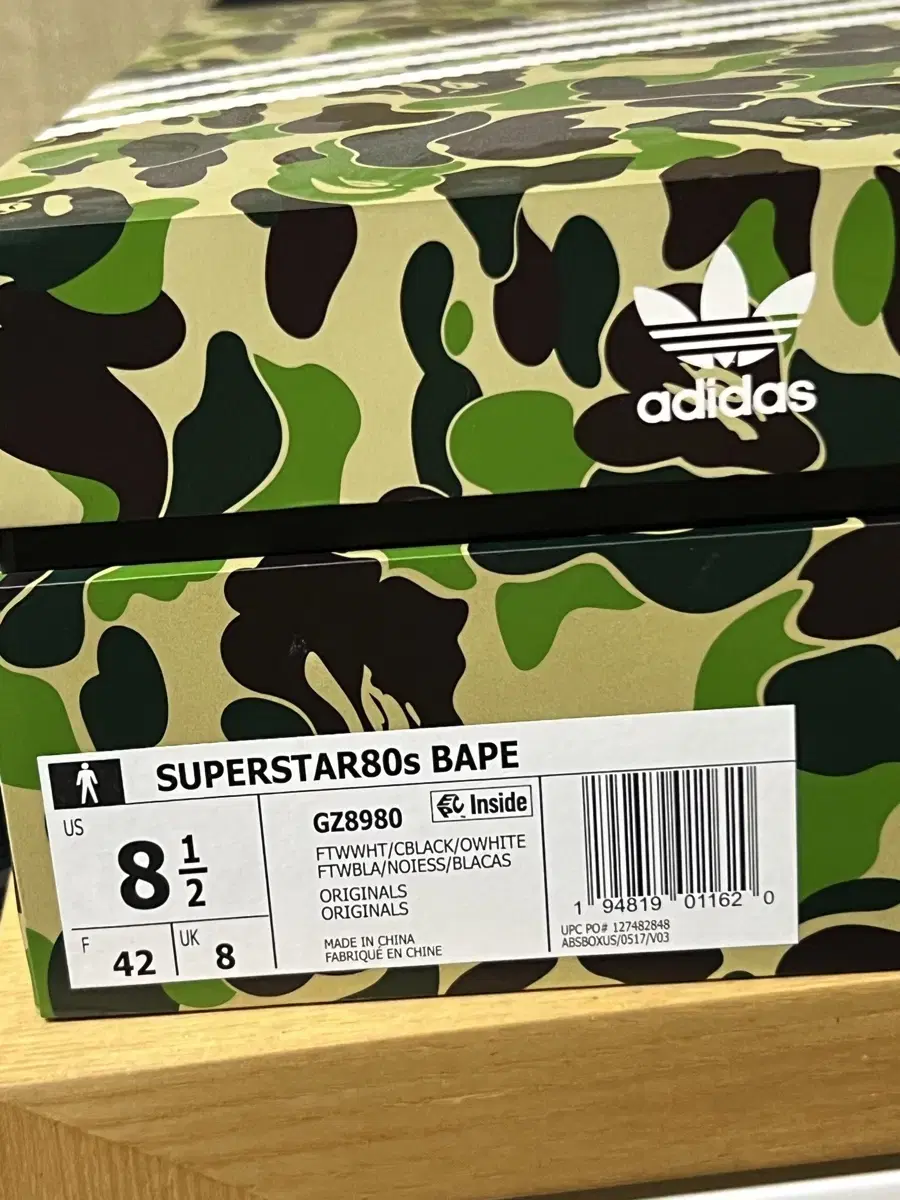 adidas
SUPERSTAR80s BAPE
US
8 1/2
F
42
UK
8
GZ8980
Inside
FTWWHT/CBLACK/OWHITE
FTWBLA/NOIESS/BLACAS
ORIGINALS
ORIGINALS
MADE IN CHINA
FABRIQUÉ EN CHINE
1 94819 01162 0
UPC PO# 127482848
ABSBOXUS/0517/V03